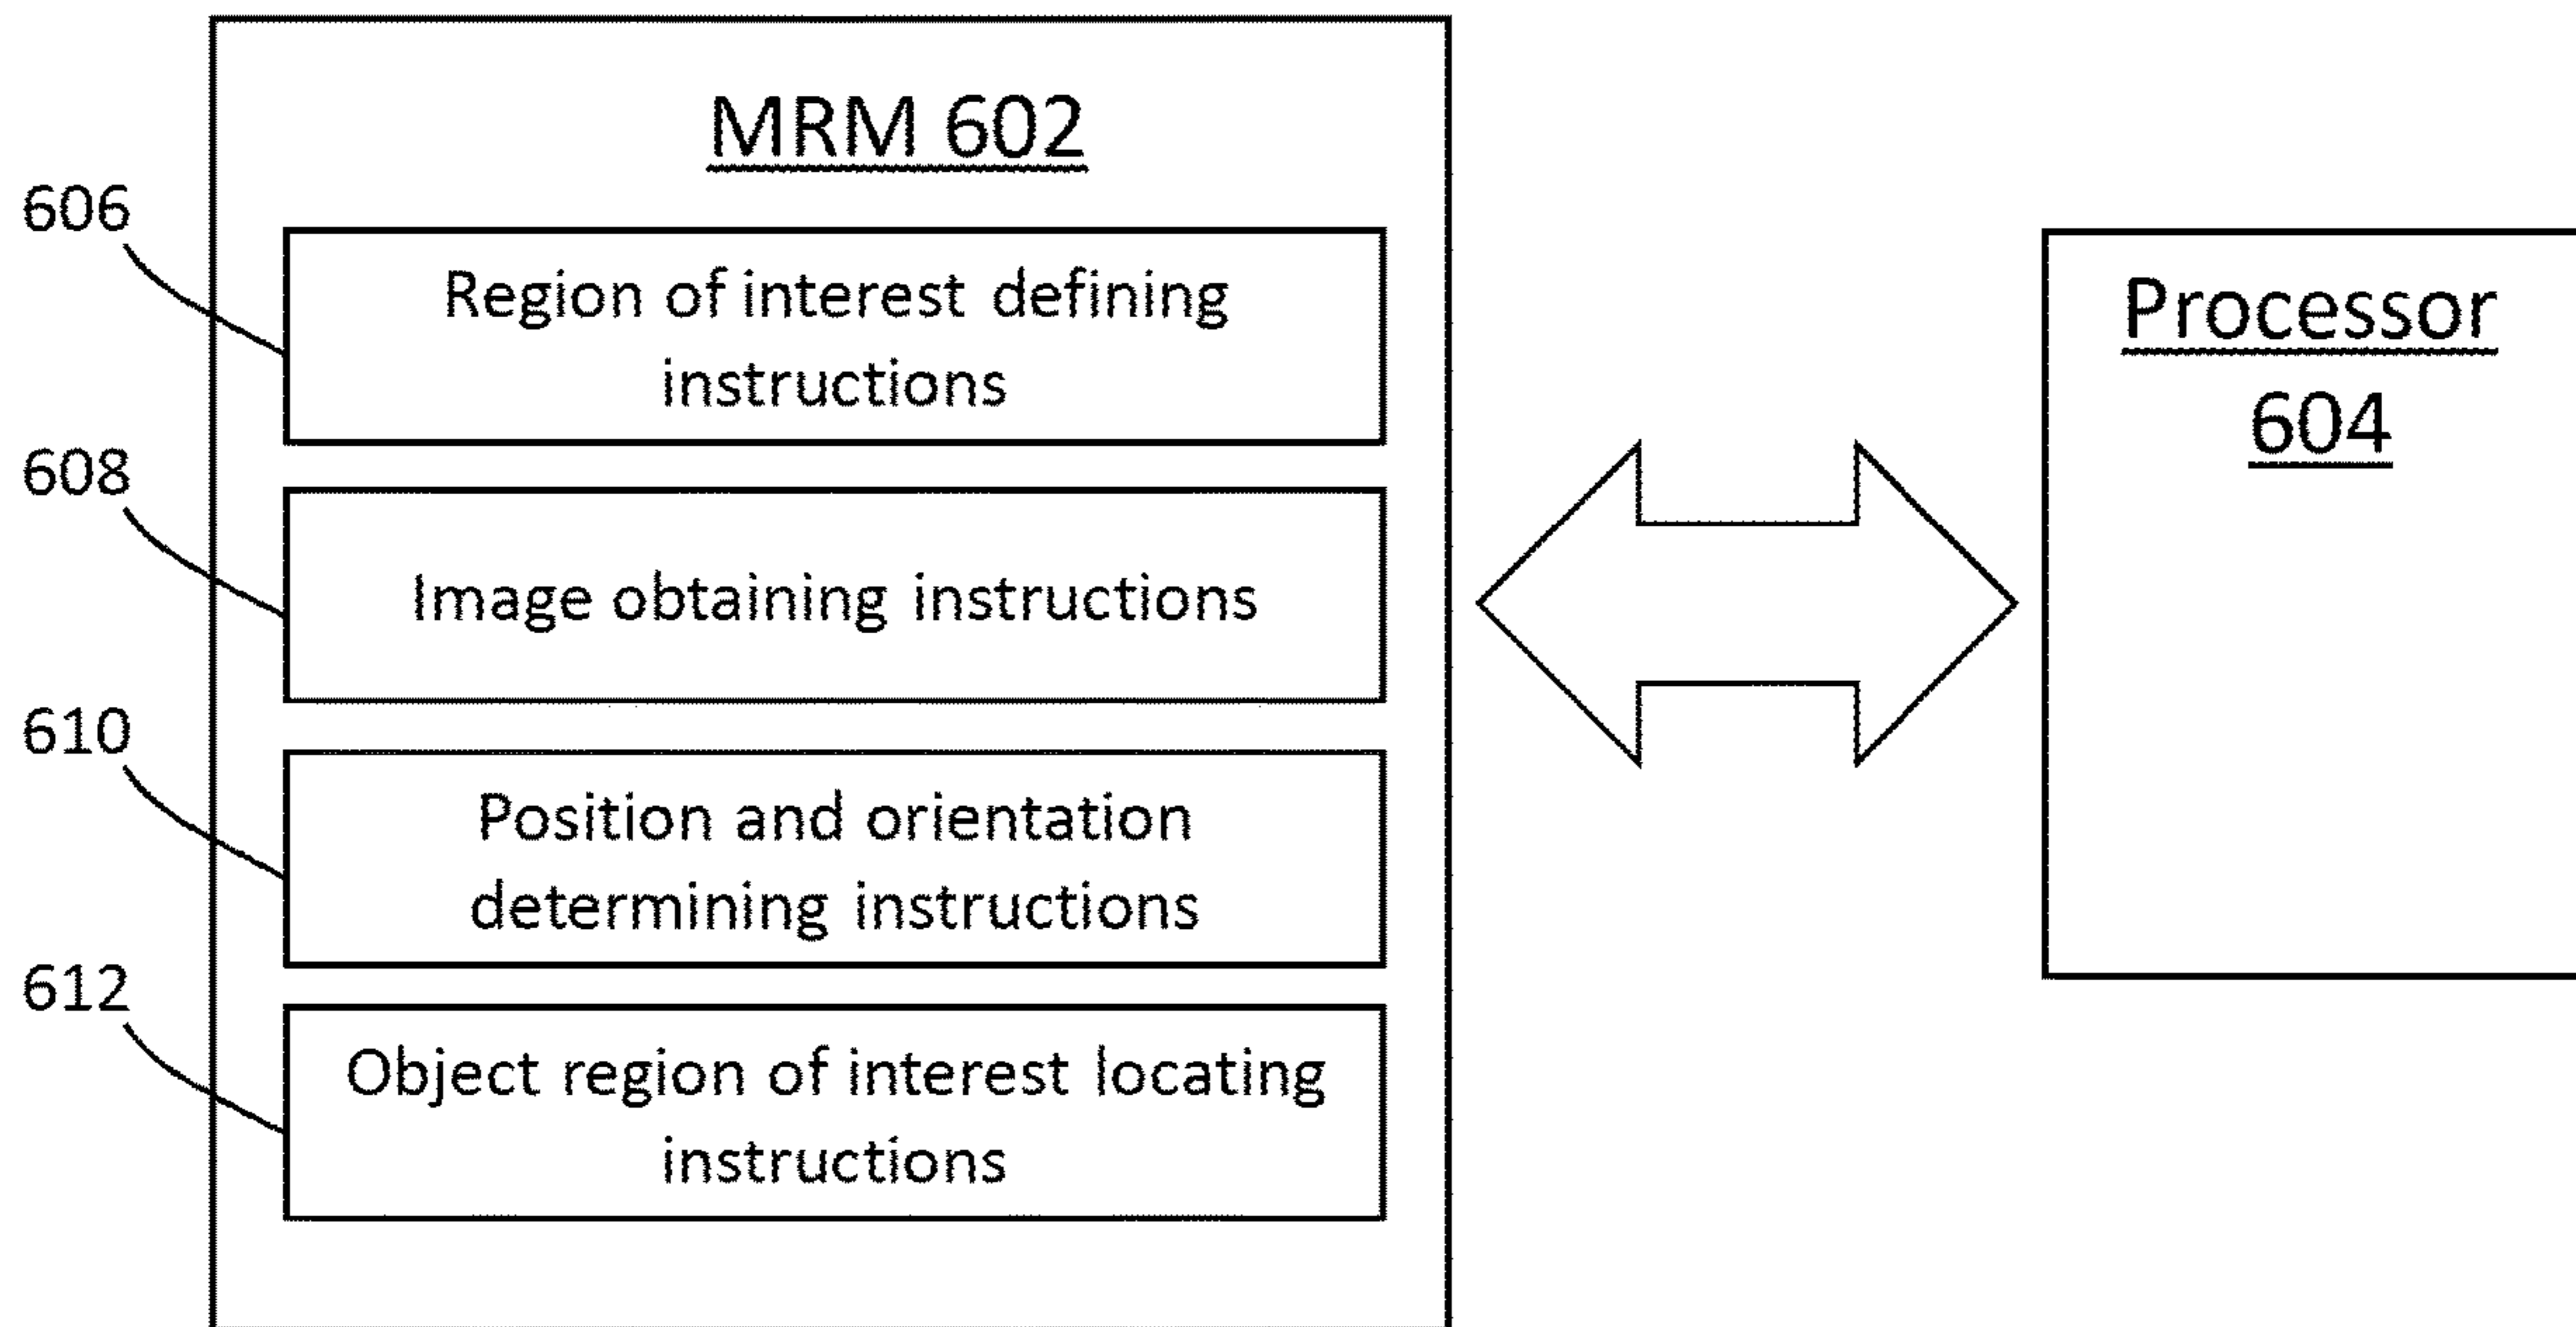 MRM 602
606
Region of interest defining
instructions
608
Image obtaining instructions
610
Position and orientation
determining instructions
612
Object region of interest locating
instructions
Processor
604